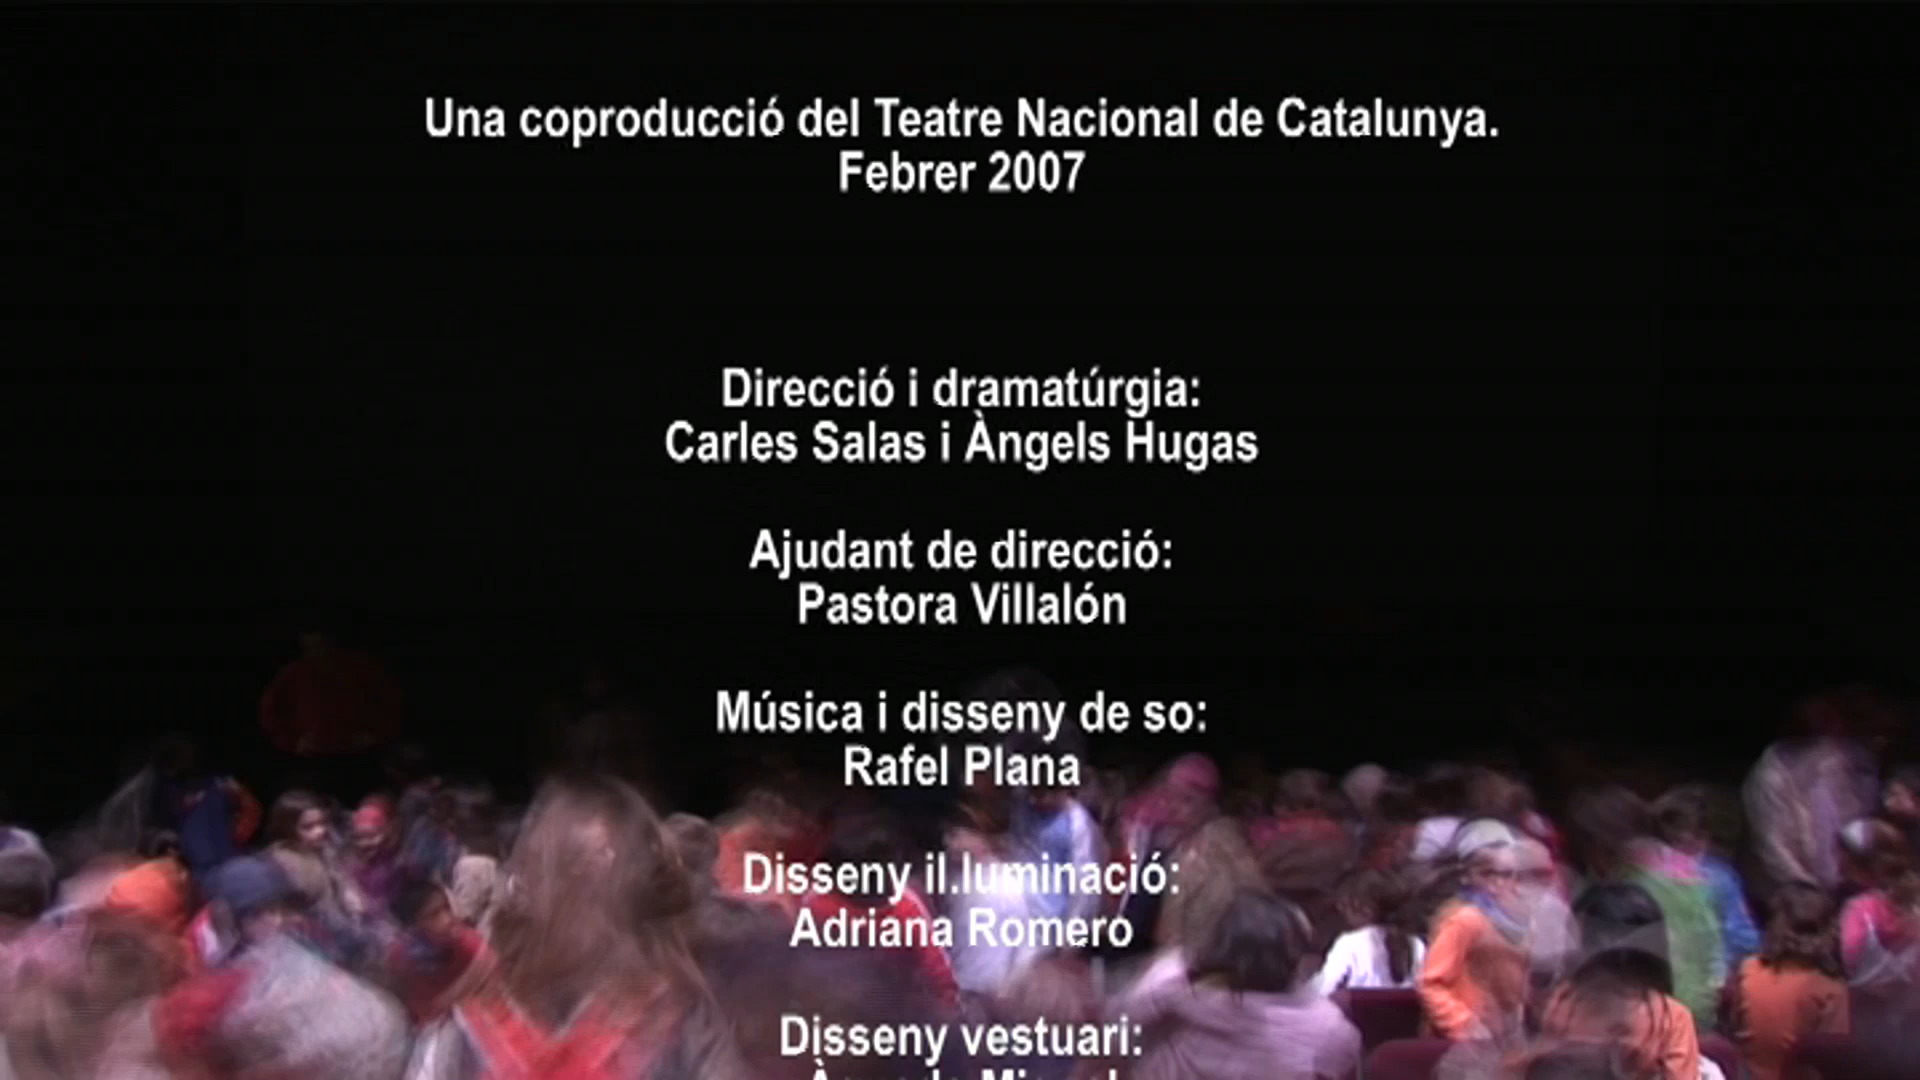 Una coproducció del Teatre Nacional de Catalunya.
Febrer 2007
Direcció i dramatúrgia:
Carles Salas i Àngels Hugas
Ajudant de direcció:
Pastora Villalón
Música i disseny de so:
Rafel Plana
Disseny il.luminació:
Adriana Romero
Disseny vestuari: